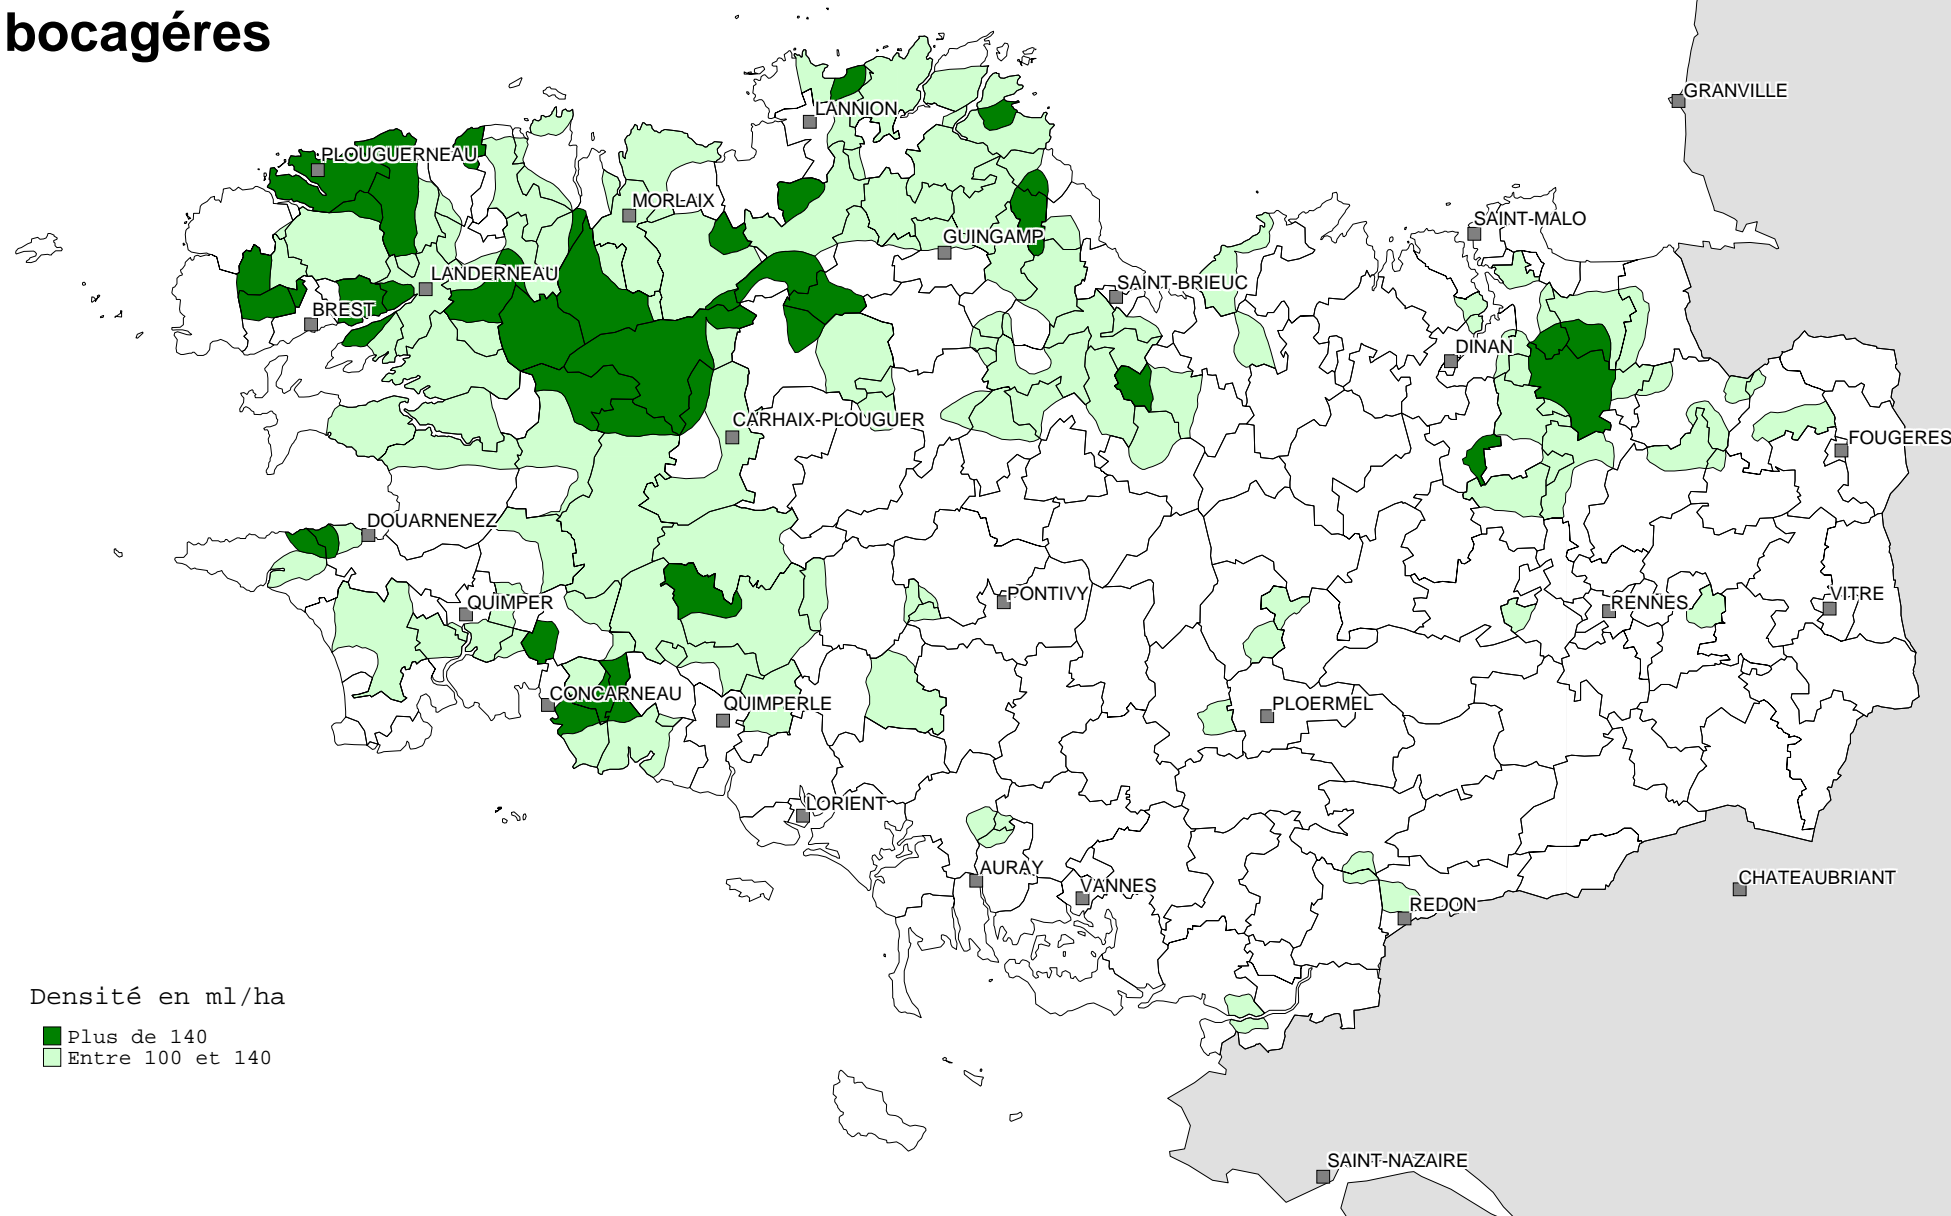 bocagéres
GRANVILLE
LANNION
PLOUGUERNEAU
MORLAIX
SAINT-MALO
GUINGAMP
LANDERNEAU
SAINT-BRIEUC
BREST
DINAN
CARHAIX-PLOUGUER
FOUGERES
DOUARNENEZ
PONTIVY
VITRE
QUIMPER
RENNES
CONCARNEAU
QUIMPERLE
PLOERMEL
LORIENT
AURAY
CHATEAUBRIANT
VANNES
REDON
Densité en ml/ha
Plus de 140
Entre 100 et 140
SAINT-NAZAIRE